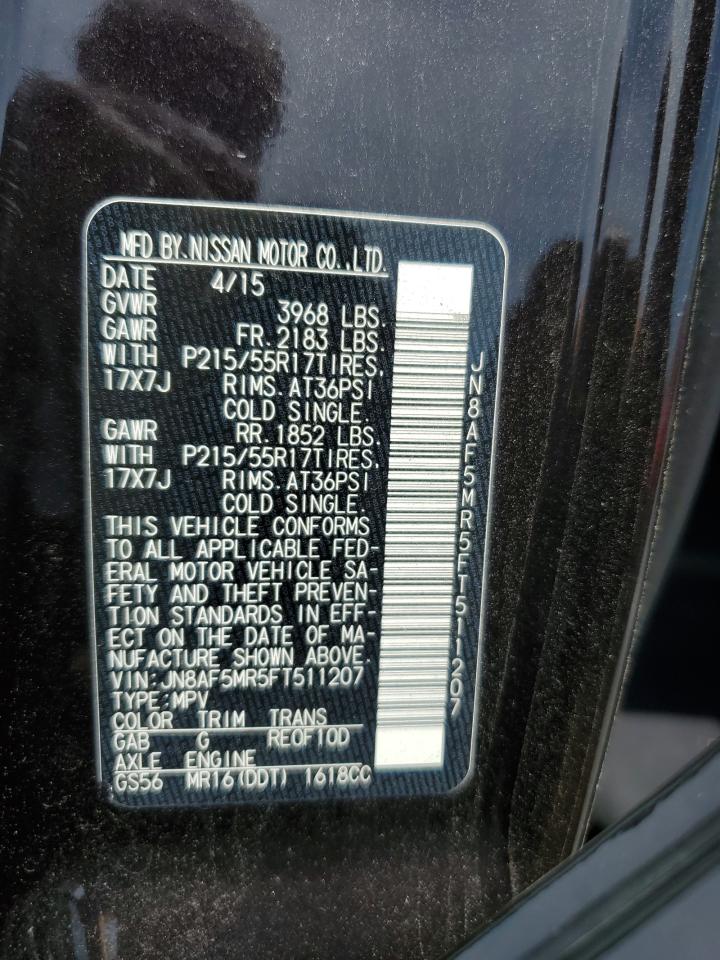 MFD BY.NISSAN MOTOR CO.,LTD.
DATE 4/15
GVWR 3968 LBS.
GAWR FR.2183 LBS.
WITH P215/55R17TIRES,
17X7J RIMS.AT36PSI
COLD SINGLE.
GAWR RR.1852 LBS.
WITH P215/55R17TIRES,
17X7J RIMS.AT36PSI
COLD SINGLE.
THIS VEHICLE CONFORMS
TO ALL APPLICABLE FED-
ERAL MOTOR VEHICLE SA-
FETY AND THEFT PREVEN-
TION STANDARDS IN EFF-
ECT ON THE DATE OF MA-
NUFACTURE SHOWN ABOVE.
VIN:JN8AF5MR5FT511207
TYPE:MPV
COLOR TRIM TRANS
GAB G REOF10D
AXLE ENGINE
GS56 MR16(DDT) 1618CC
JN8AF5MR5FT511207